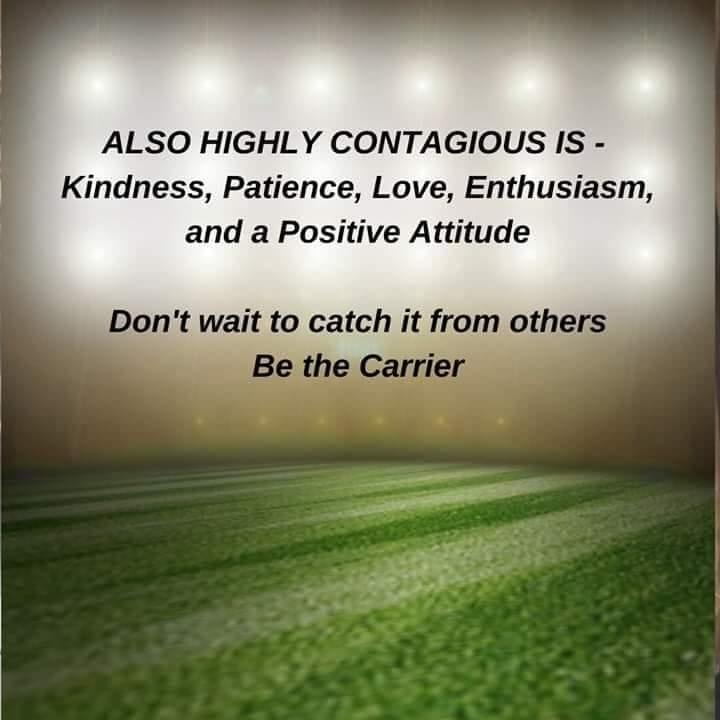 ALSO HIGHLY CONTAGIOUS IS -
Kindness, Patience, Love, Enthusiasm,
and a Positive Attitude
Don't wait to catch it from others
Be the Carrier